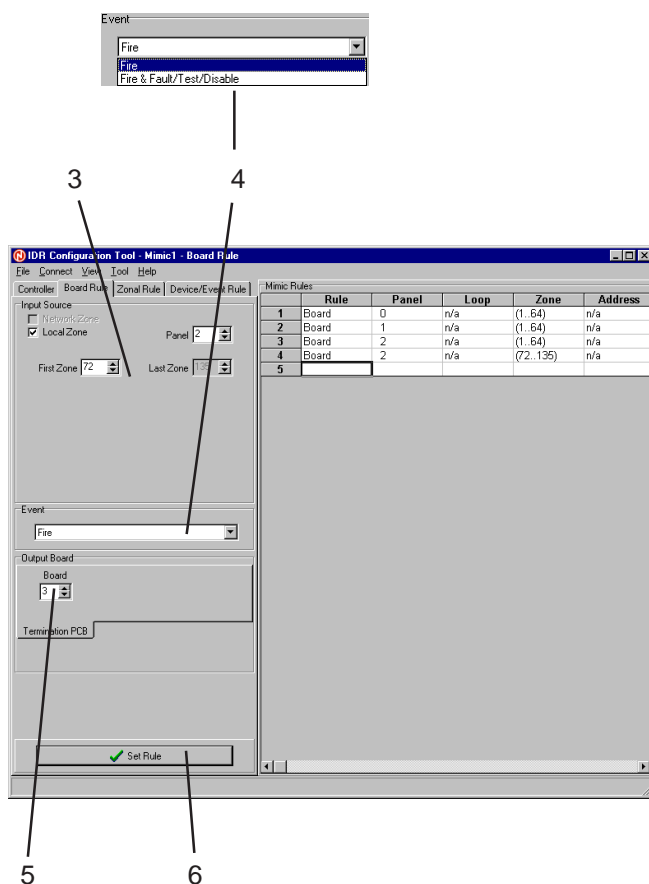 Event
Fire
Fire
Fire & Fault/Test/Disable
3 4
IDR Configuration Tool - Mimic1 - Board Rule
File Connect View Tool Help
Controller Board Rule Zonal Rule Device/Event Rule
Input Source
Network Zone
Local Zone
Panel 2
First Zone 72 Last Zone 135
Event
Fire
Output Board
Board
3
Termination PCB
Set Rule
Mimic Rules
Rule Panel Loop Zone Address
1 Board 0 n/a (1..64) n/a
2 Board 1 n/a (1..64) n/a
3 Board 2 n/a (1..64) n/a
4 Board 2 n/a (72..135) n/a
5
5 6